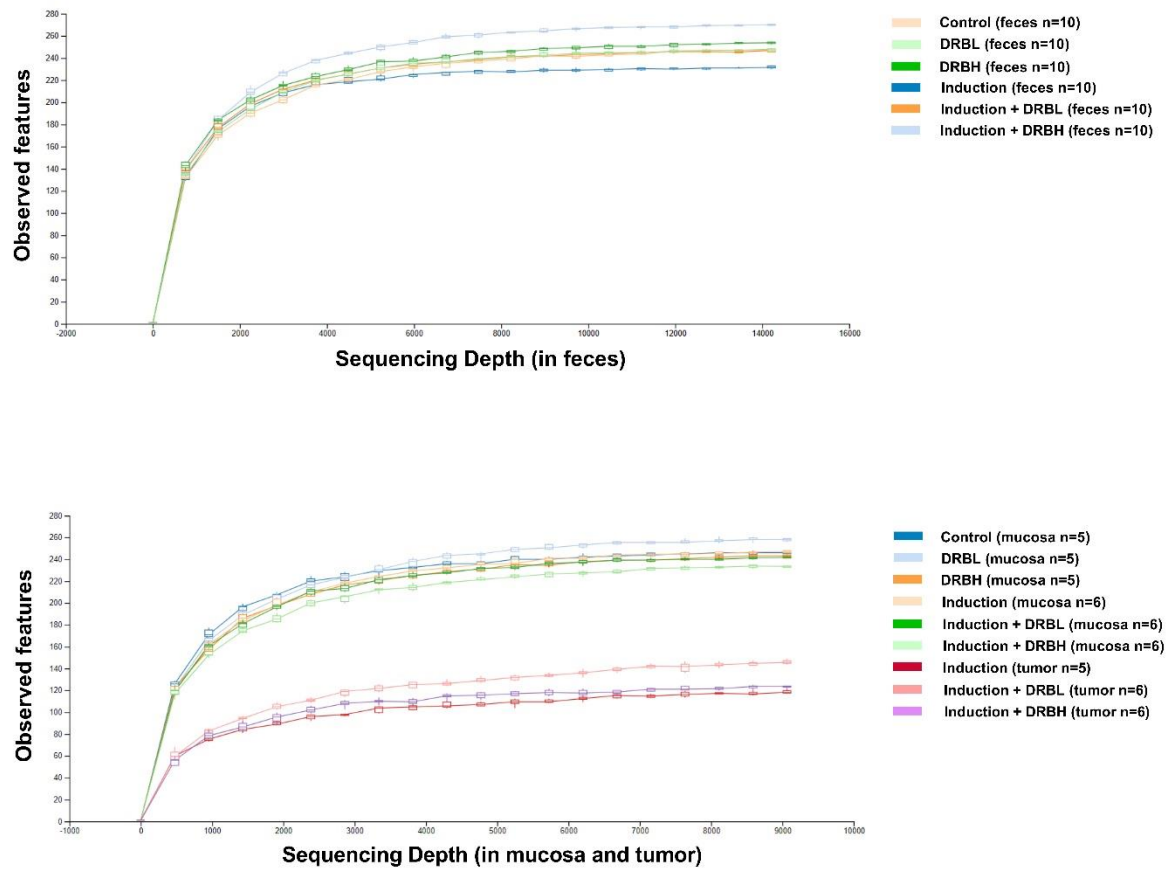 280
260
240
220
200
180
160
140
120
100
80
60
40
20
0
Observed features
-2000
0
2000
4000
6000
8000
10000
12000
14000
16000
Sequencing Depth (in feces)
Control (feces n=10)
DRBL (feces n=10)
DRBH (feces n=10)
Induction (feces n=10)
Induction + DRBL (feces n=10)
Induction + DRBH (feces n=10)
280
260
240
220
200
180
160
140
120
100
80
60
40
20
0
Observed features
-1000
0
1000
2000
3000
4000
5000
6000
7000
8000
9000
10000
Sequencing Depth (in mucosa and tumor)
Control (mucosa n=5)
DRBL (mucosa n=5)
DRBH (mucosa n=5)
Induction (mucosa n=6)
Induction + DRBL (mucosa n=6)
Induction + DRBH (mucosa n=6)
Induction (tumor n=5)
Induction + DRBL (tumor n=6)
Induction + DRBH (tumor n=6)